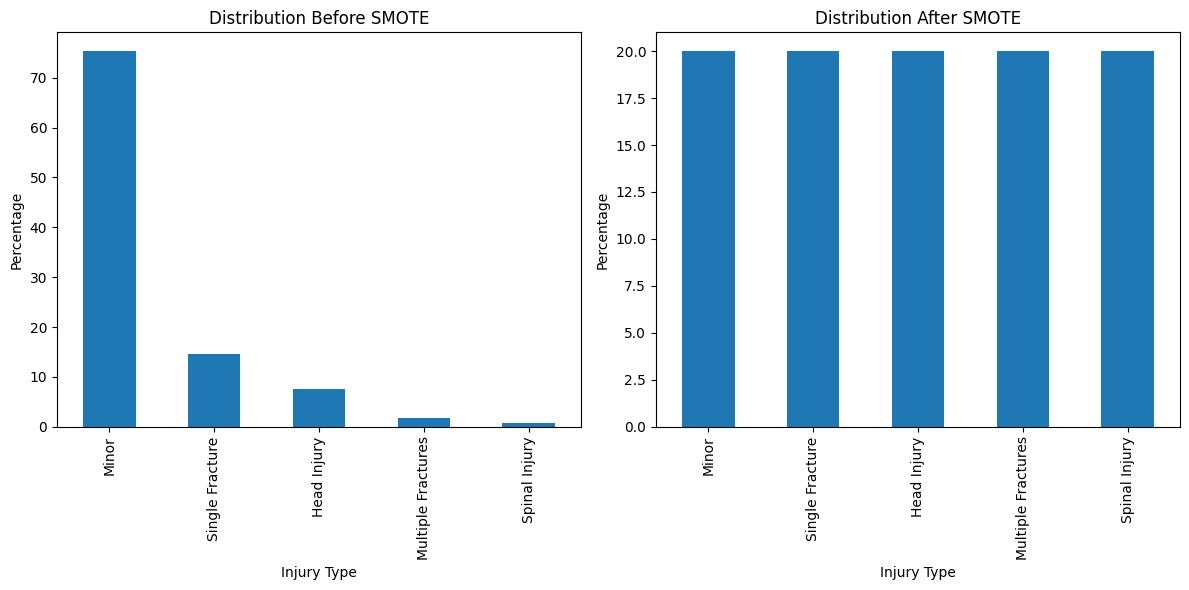 Distribution Before SMOTE
Percentage
70
60
50
40
30
20
10
0
Minor
Single Fracture
Head Injury
Multiple Fractures
Spinal Injury
Injury Type
Distribution After SMOTE
Percentage
20.0
17.5
15.0
12.5
10.0
7.5
5.0
2.5
0.0
Minor
Single Fracture
Head Injury
Multiple Fractures
Spinal Injury
Injury Type